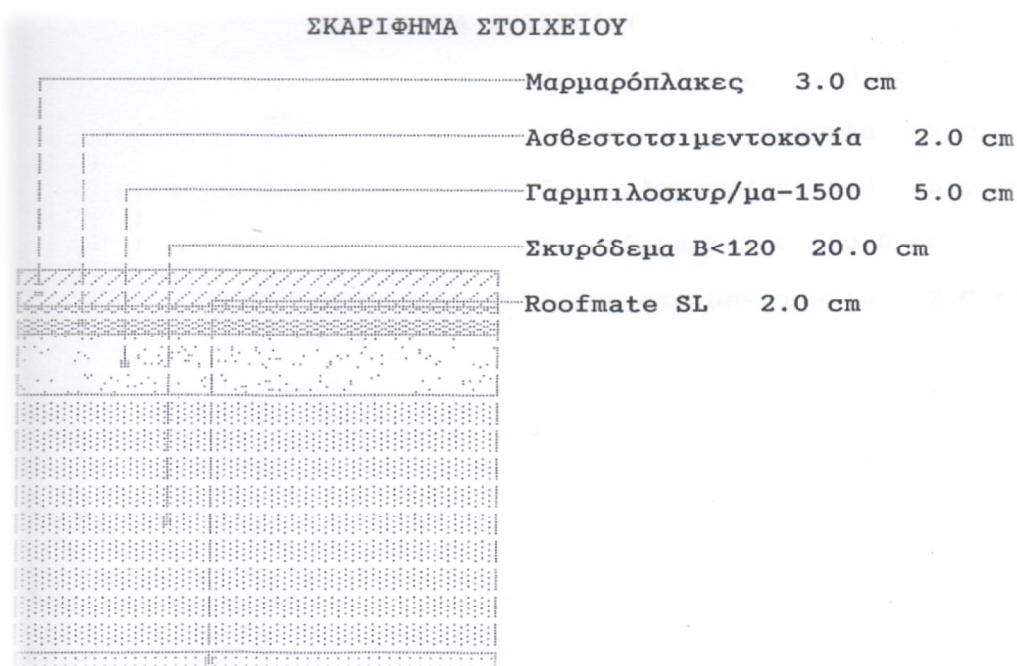 ΣΚΑΡΙΦΗΜΑ ΣΤΟΙΧΕΙΟΥ
Μαρμαρόπλακες 3.0 cm
Ασβεστοτσιμεντοκονία 2.0 cm
Γαρμπιλοσκυρ/μα-1500 5.0 cm
Σκυρόδεμα Β<120 20.0 cm
Roofmate SL 2.0 cm